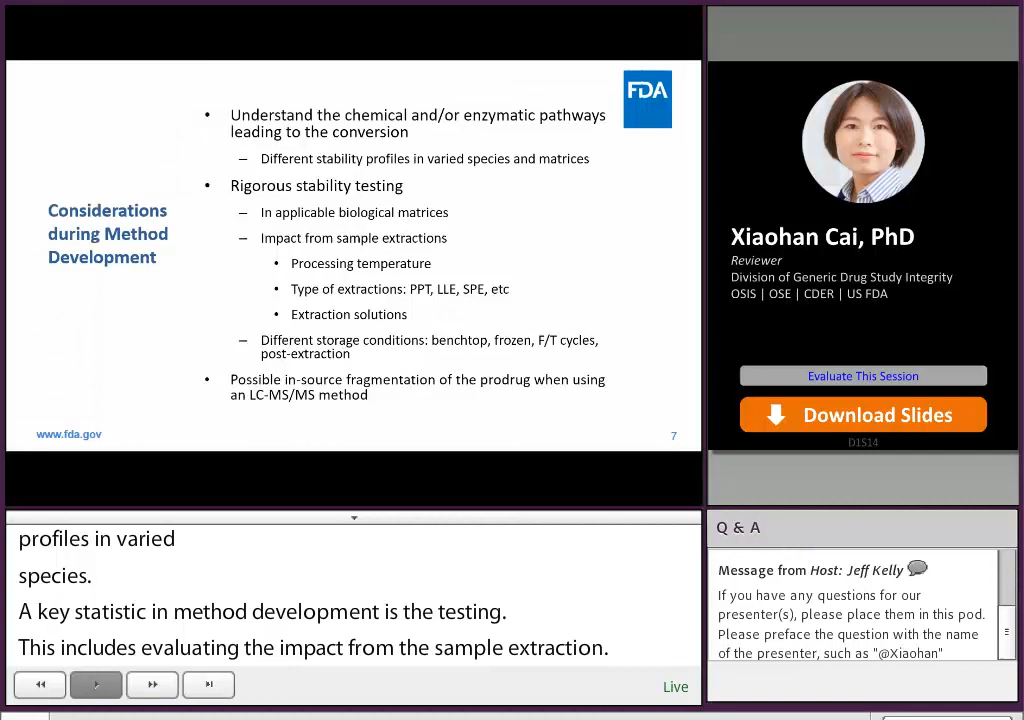 FDA
Considerations
during Method
Development
• Understand the chemical and/or enzymatic pathways
leading to the conversion
– Different stability profiles in varied species and matrices
• Rigorous stability testing
– In applicable biological matrices
– Impact from sample extractions
• Processing temperature
• Type of extractions: PPT, LLE, SPE, etc
• Extraction solutions
– Different storage conditions: benchtop, frozen, F/T cycles,
post-extraction
• Possible in-source fragmentation of the prodrug when using
an LC-MS/MS method
www.fda.gov
7
Xiaohan Cai, PhD
Reviewer
Division of Generic Drug Study Integrity
OSIS | OSE | CDER | US FDA
Evaluate This Session
Download Slides
D1S14
profiles in varied
species.
A key statistic in method development is the testing.
This includes evaluating the impact from the sample extraction.
Live
Q & A
Message from Host: Jeff Kelly
If you have any questions for our
presenter(s), please place them in this pod.
Please preface the question with the name
of the presenter, such as "@Xiaohan"